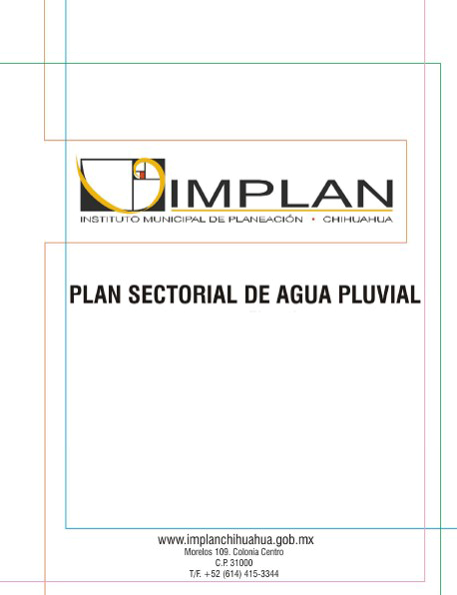 IMPLAN
INSTITUTO MUNICIPAL DE PLANEACIÓN • CHIHUAHUA
PLAN SECTORIAL DE AGUA PLUVIAL
www.implanchihuahua.gob.mx
Morelos 109. Colonia Centro
C.P. 31000
T/F. +52 (614) 415-3344